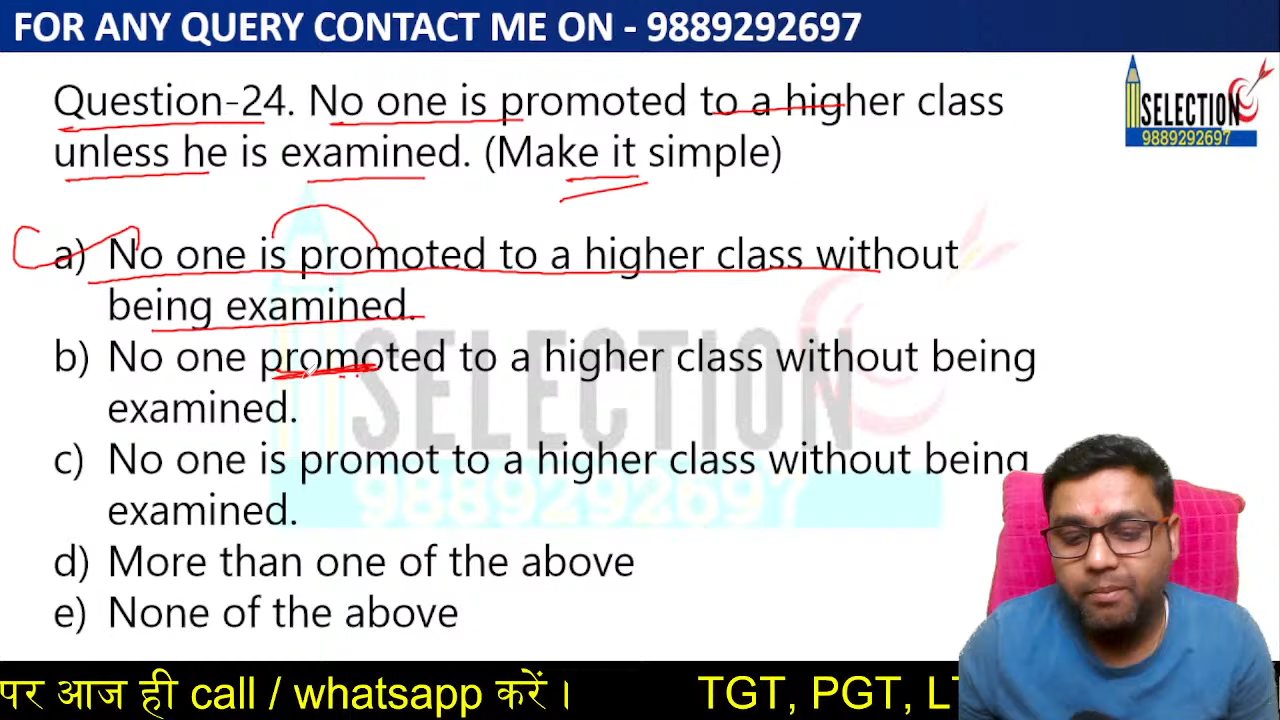 FOR ANY QUERY CONTACT ME ON - 9889292697
SELECTION
9889292697
Question-24. No one is promoted to a higher class
unless he is examined. (Make it simple)
a) No one is promoted to a higher class without
being examined.
b) No one promoted to a higher class without being
examined.
c) No one is promot to a higher class without being
examined.
d) More than one of the above
e) None of the above
SELECTION
9889292697
पर आज ही call / whatsapp करें। TGT, PGT,